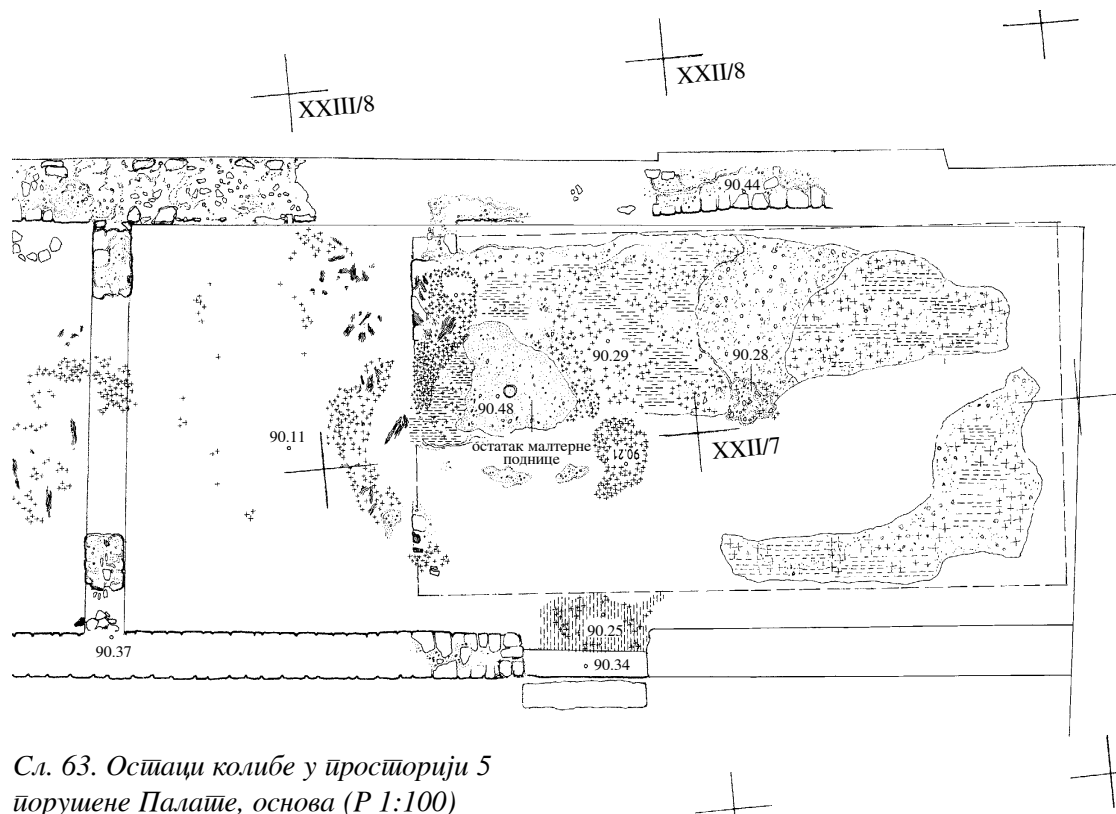 XXIII/8
XXII/8
90.44
90.29
90.28
90.48
90.11
остатак малтерне
поднице
90.21
XXII/7
90.25
90.34
90.37
Сл. 63. Остаци колибе у просторији 5
порушене Палате, основа (Р 1:100)